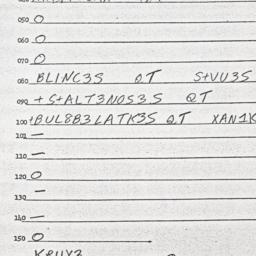 050 O
060 O
070 O
080 BLINC3S QT S+VU3S
090 + S+ALT3NOS3S QT
100 +BUL8B3LATK3S QT XAN1K
101 —
110 —
120 O
130 —
140 —
150 O